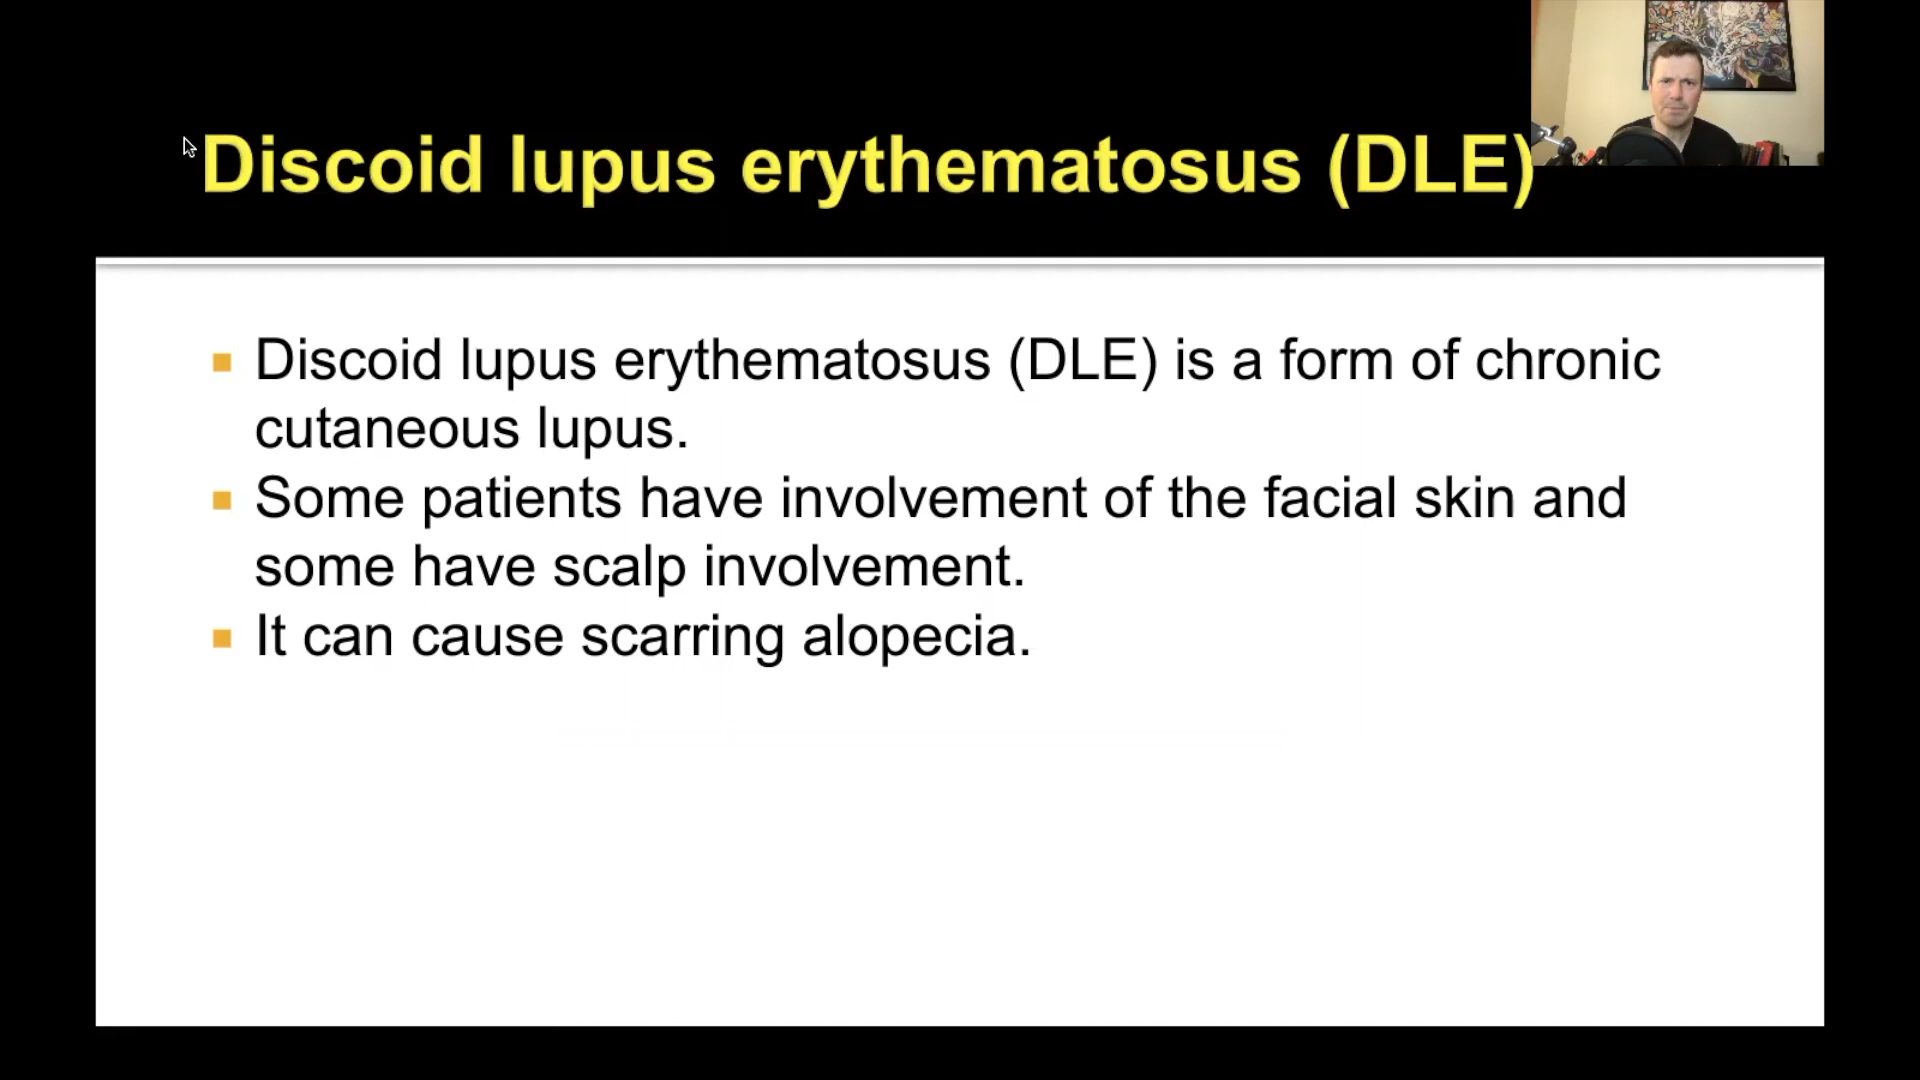 Discoid lupus erythematosus (DLE)
Discoid lupus erythematosus (DLE) is a form of chronic
cutaneous lupus.
Some patients have involvement of the facial skin and
some have scalp involvement.
It can cause scarring alopecia.